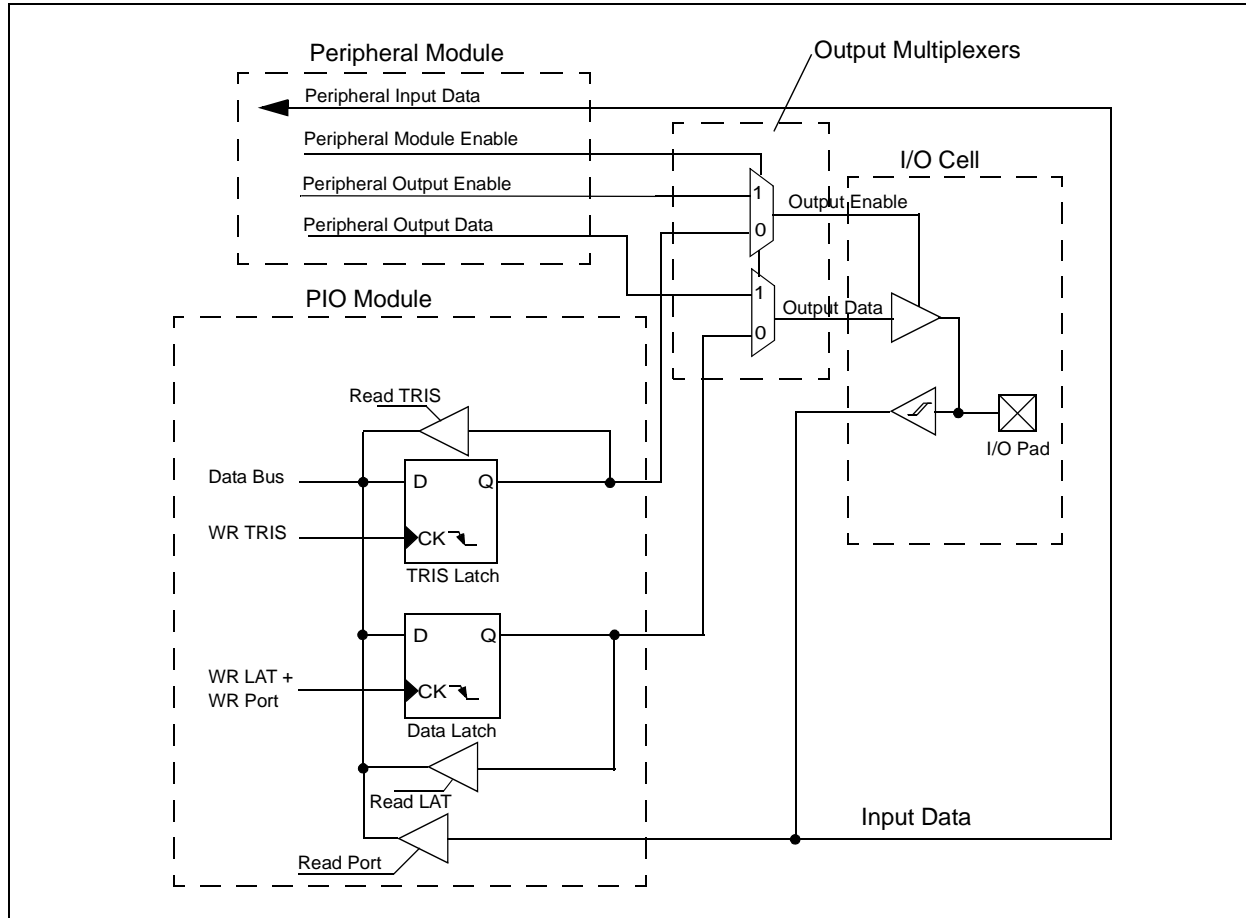 Peripheral Module
Output Multiplexers
Peripheral Input Data
Peripheral Module Enable
I/O Cell
Peripheral Output Enable
1
Output Enable
Peripheral Output Data
0
PIO Module
1
Output Data
0
Read TRIS
I/O Pad
Data Bus
D
Q
WR TRIS
CK
TRIS Latch
D
Q
WR LAT +
WR Port
CK
Data Latch
Read LAT
Input Data
Read Port